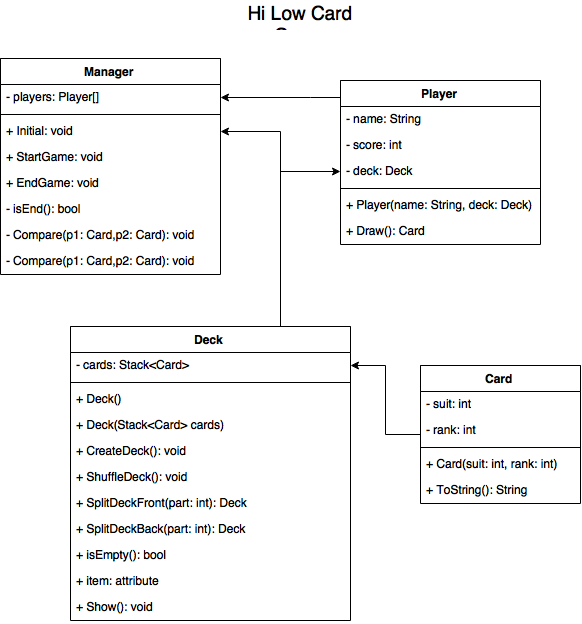 Hi Low Card
Manager
- players: Player[]
+ Initial: void
+ StartGame: void
+ EndGame: void
- isEnd(): bool
- Compare(p1: Card,p2: Card): void
- Compare(p1: Card,p2: Card): void
Player
- name: String
- score: int
- deck: Deck
+ Player(name: String, deck: Deck)
+ Draw(): Card
Deck
- cards: Stack<Card>
+ Deck()
+ Deck(Stack<Card> cards)
+ CreateDeck(): void
+ ShuffleDeck(): void
+ SplitDeckFront(part: int): Deck
+ SplitDeckBack(part: int): Deck
+ isEmpty(): bool
+ item: attribute
+ Show(): void
Card
- suit: int
- rank: int
+ Card(suit: int, rank: int)
+ ToString(): String